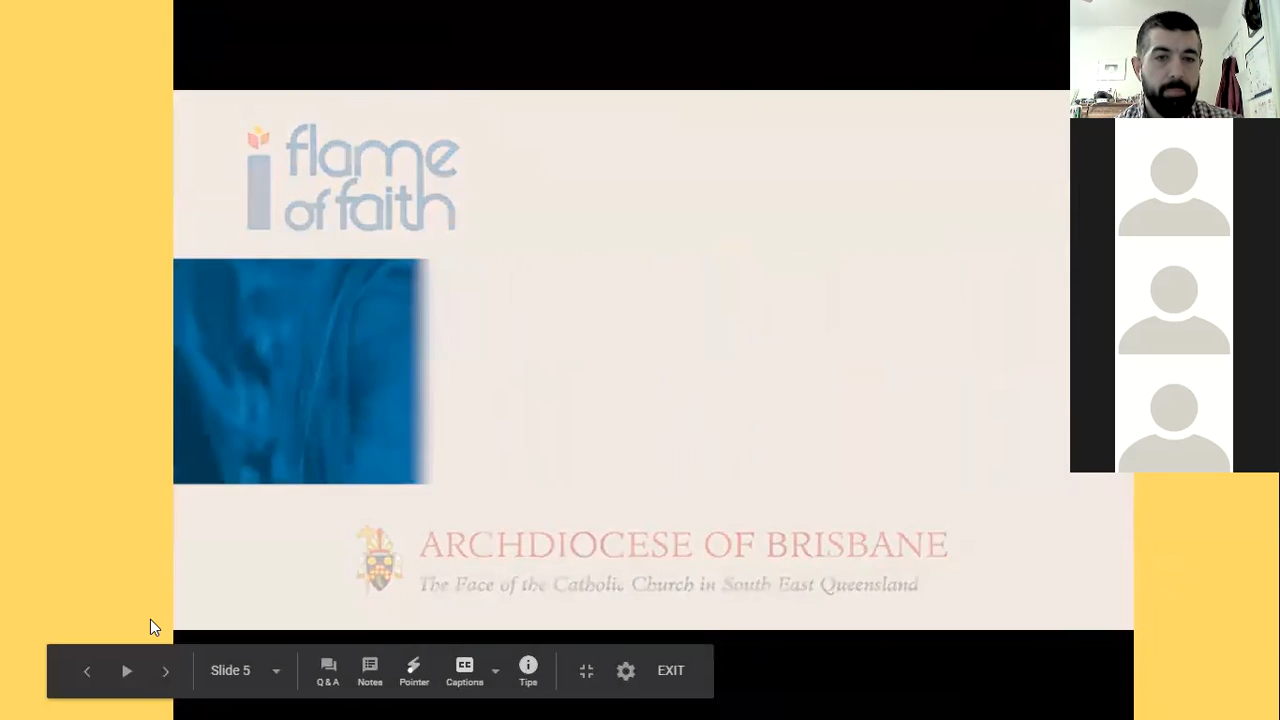 flame
of faith
ARCHDIOCESE OF BRISBANE
The Face of the Catholic Church in South East Queensland
Slide 5
Q & A
Notes
Pointer
CC
Captions
Tips
EXIT